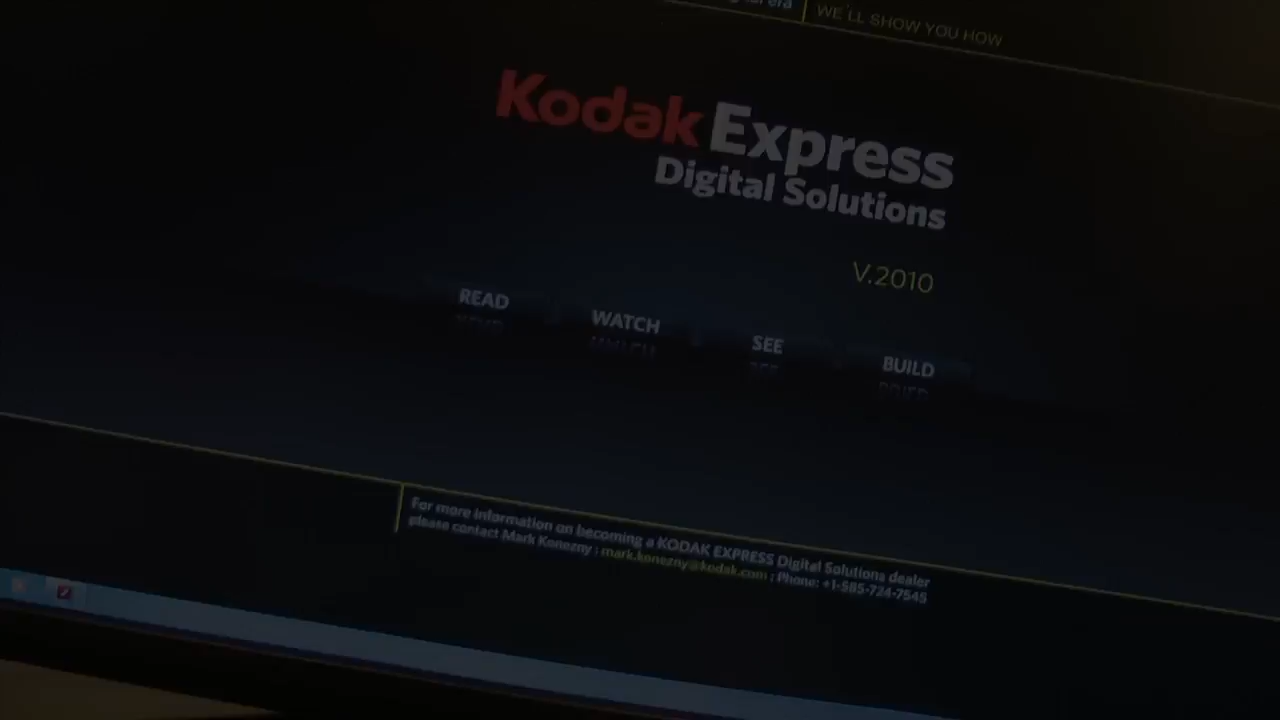 WE'LL SHOW YOU HOW
Kodak Express
Digital Solutions
V.2010
READ
WATCH
SEE
BUILD
For more information on becoming a KODAK EXPRESS Digital Solutions dealer
please contact Mark Konezny : mark.konezny@kodak.com ; Phone: +1-585-724-7545